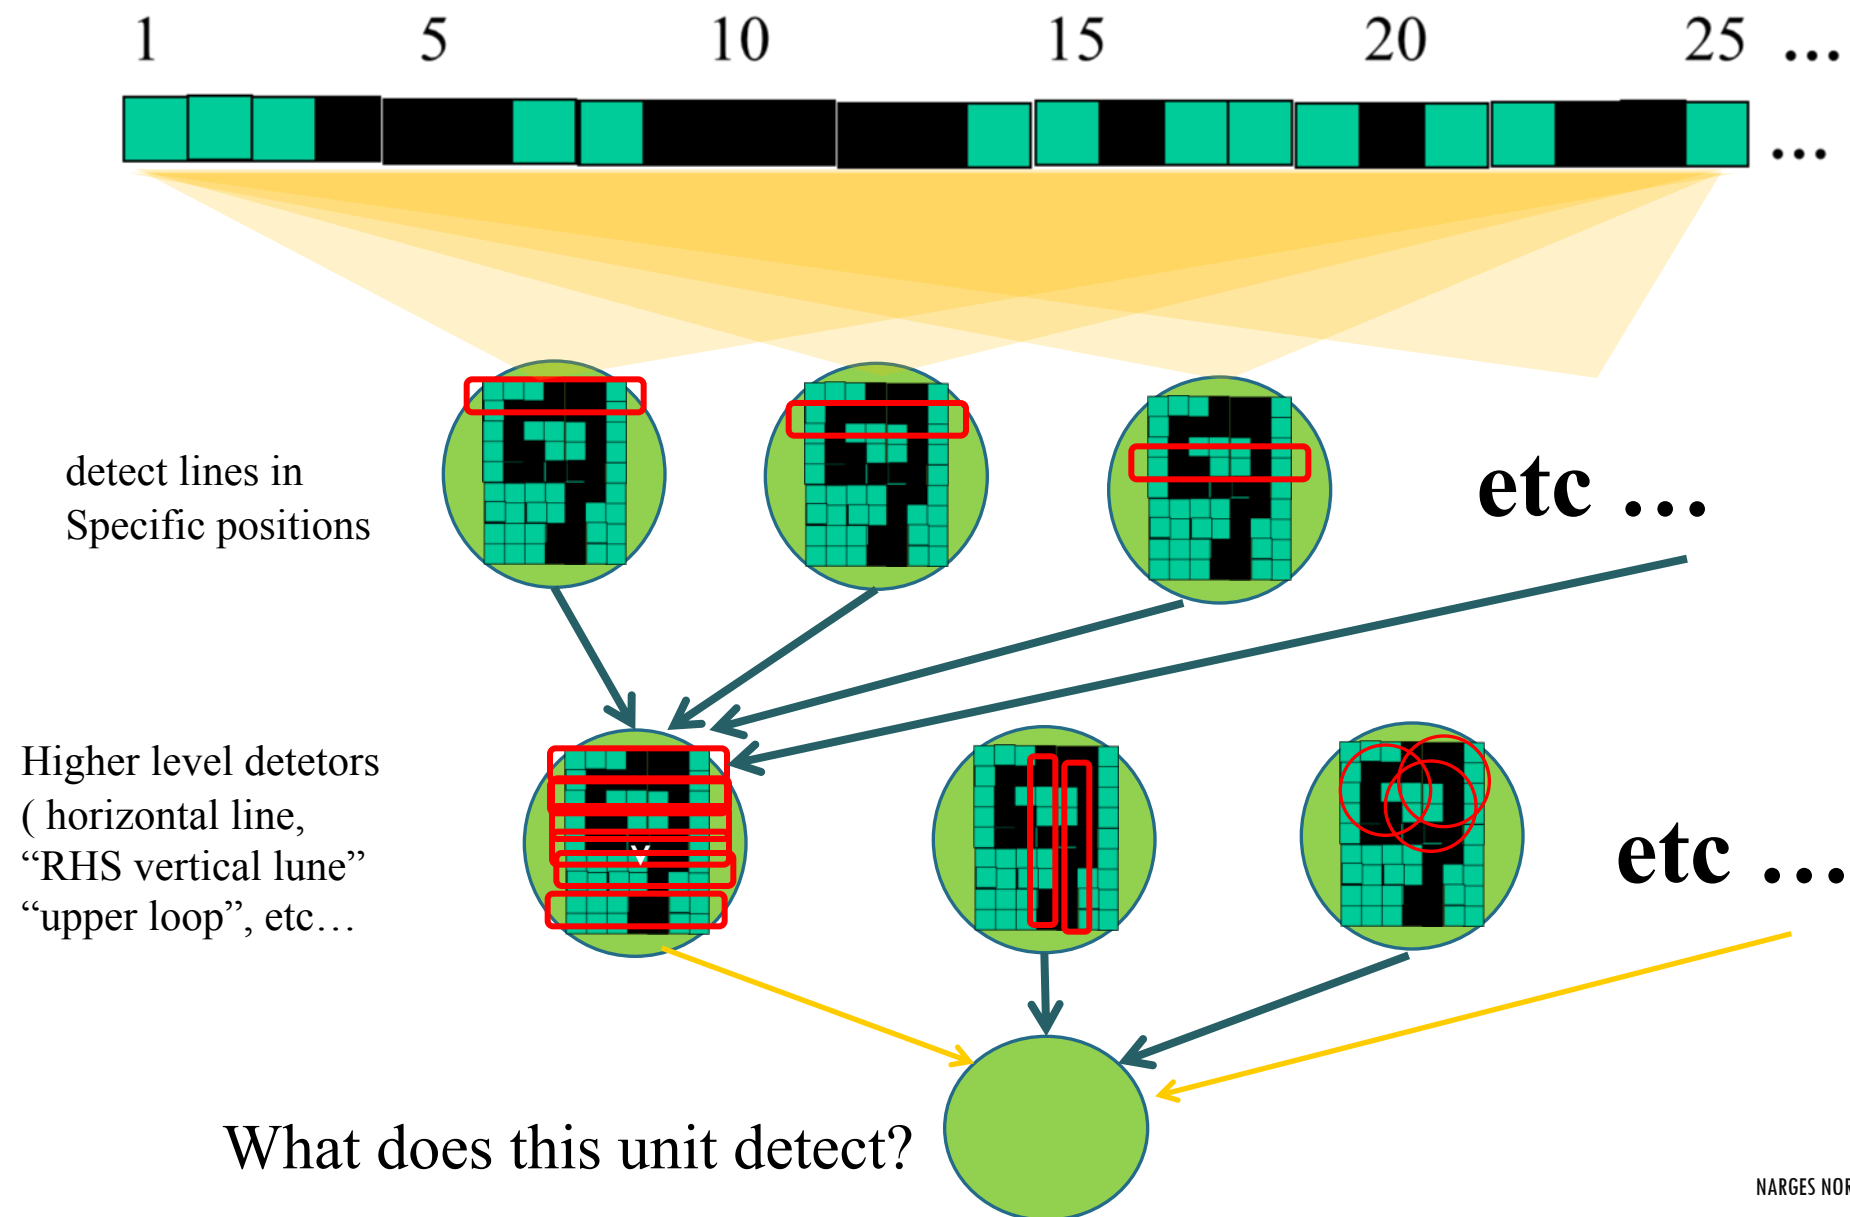 1 5 10 15 20 25 ...
...
detect lines in
Specific positions
etc ...
Higher level detetors
( horizontal line,
“RHS vertical lune”
“upper loop”, etc…
etc ...
What does this unit detect?
NARGES